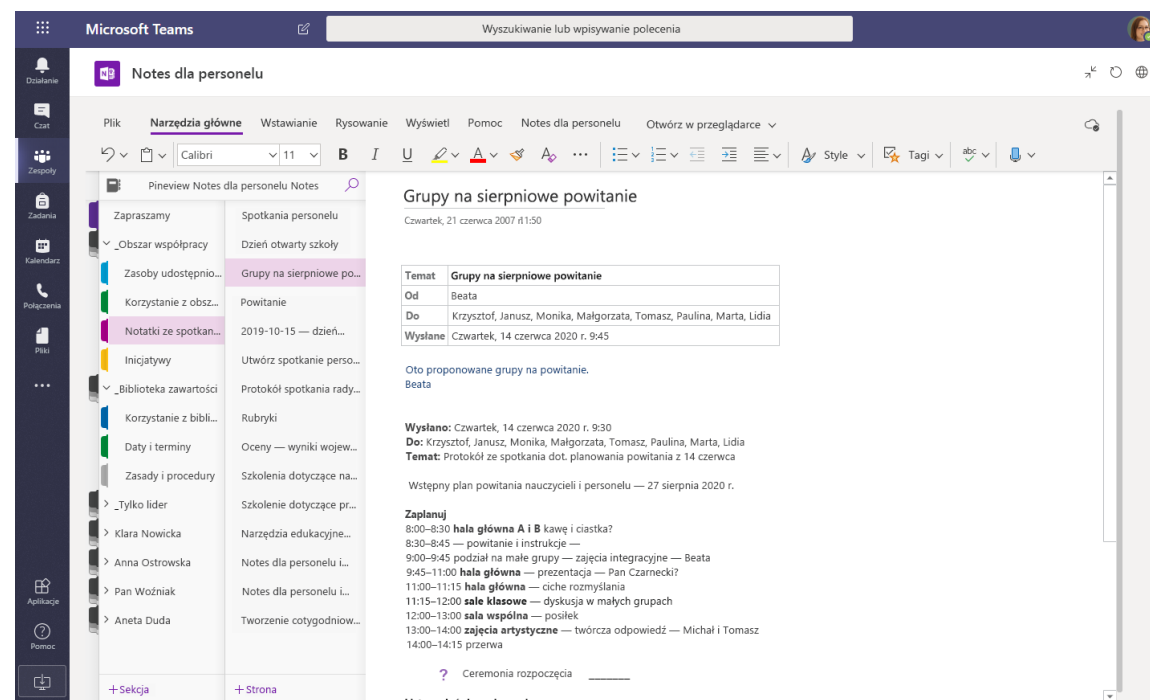 Microsoft Teams
Wyszukiwanie lub wpisywanie polecenia
Działanie
Czat
Zespoły
Zadania
Kalendarz
Połączenia
Pliki
Aplikacje
Pomoc
Notes dla personelu
Plik
Narzędzia główne
Wstawianie
Rysowanie
Wyświetl
Pomoc
Notes dla personelu
Otwórz w przeglądarce
Calibri
11
B
I
U
A
A
Style
Tagi
abc
Pineview Notes dla personelu Notes
Zapraszamy
_Obszar współpracy
Zasoby udostępnio...
Korzystanie z obsz...
Notatki ze spotkan...
Inicjatywy
_Biblioteka zawartości
Korzystanie z bibli...
Daty i terminy
Zasady i procedury
_Tylko lider
Klara Nowicka
Anna Ostrowska
Pan Woźniak
Aneta Duda
+Sekcja
Spotkania personelu
Dzień otwarty szkoły
Grupy na sierpniowe po...
Powitanie
2019-10-15 — dzień...
Utwórz spotkanie perso...
Protokół spotkania rady...
Rubryki
Oceny — wyniki wojew...
Szkolenia dotyczące na...
Szkolenie dotyczące pr...
Narzędzia edukacyjne...
Notes dla personelu i...
Notes dla personelu i...
Tworzenie cotygodniow...
+Strona
Grupy na sierpniowe powitanie
Czwartek, 21 czerwca 2007 r11:50
Temat Grupy na sierpniowe powitanie
Od Beata
Do Krzysztof, Janusz, Monika, Małgorzata, Tomasz, Paulina, Marta, Lidia
Wysłane Czwartek, 14 czerwca 2020 r. 9:45
Oto proponowane grupy na powitanie.
Beata
Wysłano: Czwartek, 14 czerwca 2020 r. 9:30
Do: Krzysztof, Janusz, Monika, Małgorzata, Tomasz, Paulina, Marta, Lidia
Temat: Protokół ze spotkania dot. planowania powitania z 14 czerwca
Wstępny plan powitania nauczycieli i personelu — 27 sierpnia 2020 r.
Zaplanuj
8:00–8:30 hala główna A i B kawę i ciastka?
8:30–8:45 — powitanie i instrukcje —
9:00–9:45 podział na małe grupy — zajęcia integracyjne — Beata
9:45–11:00 hala główna — prezentacja — Pan Czarnecki?
11:00–11:15 hala główna — ciche rozmyślania
11:15–12:00 sale klasowe — dyskusja w małych grupach
12:00–13:00 sala wspólna — posiłek
13:00–14:00 zajęcia artystyczne — twórcza odpowiedź — Michał i Tomasz
14:00–14:15 przerwa
? Ceremonia rozpoczęcia _______